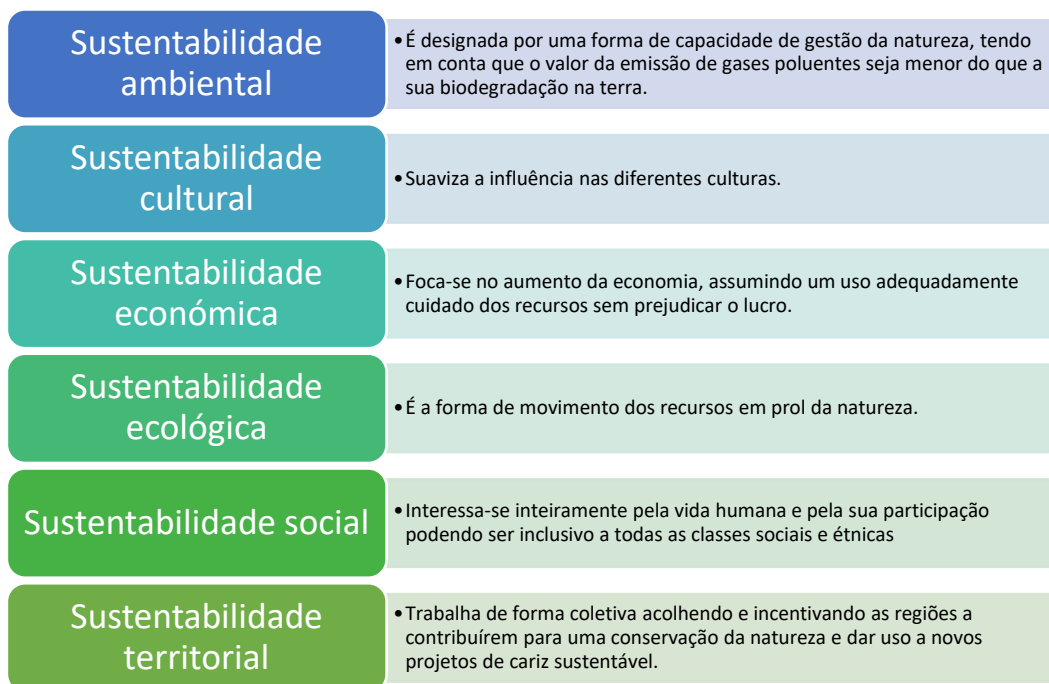 Sustentabilidade
ambiental
•É designada por uma forma de capacidade de gestão da natureza, tendo
em conta que o valor da emissão de gases poluentes seja menor do que a
sua biodegradação na terra.
Sustentabilidade
cultural
•Suaviza a influência nas diferentes culturas.
Sustentabilidade
económica
•Foca-se no aumento da economia, assumindo um uso adequadamente
cuidado dos recursos sem prejudicar o lucro.
Sustentabilidade
ecológica
•É a forma de movimento dos recursos em prol da natureza.
Sustentabilidade social
•Interessa-se inteiramente pela vida humana e pela sua participação
podendo ser inclusivo a todas as classes sociais e étnicas
Sustentabilidade
territorial
•Trabalha de forma coletiva acolhendo e incentivando as regiões a
contribuírem para uma conservação da natureza e dar uso a novos
projetos de cariz sustentável.